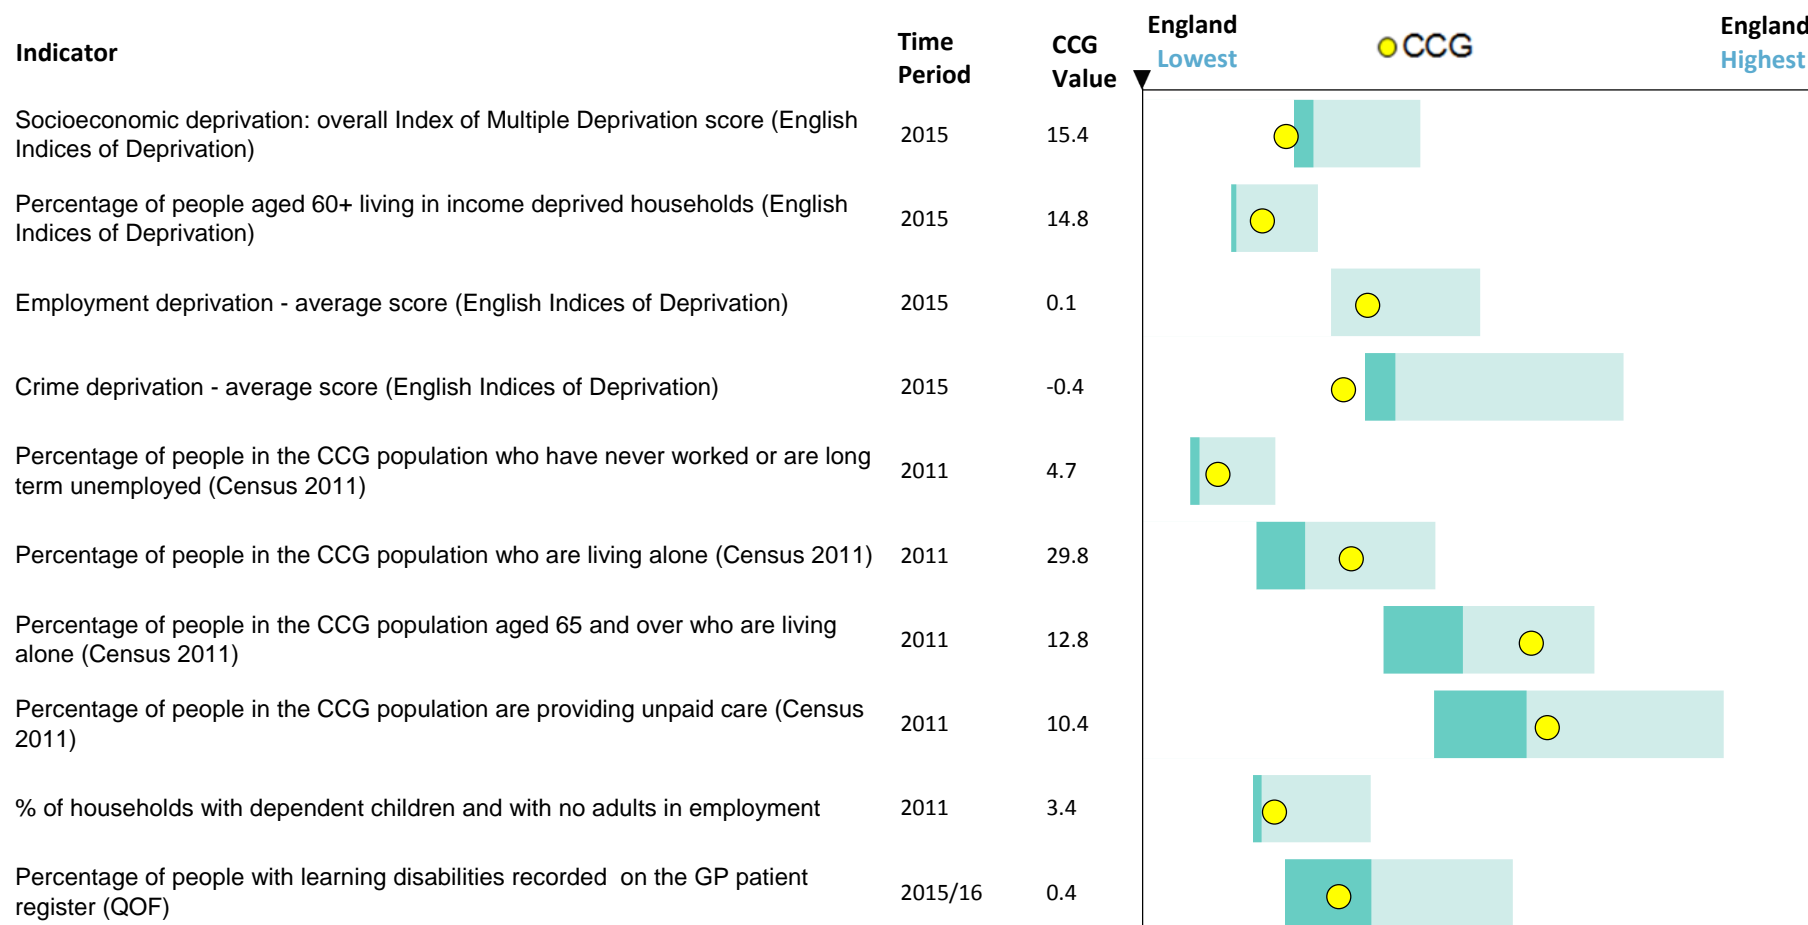 Indicator
Time
Period
CCG
Value
England
Lowest
CCG
England
Highest
Socioeconomic deprivation: overall Index of Multiple Deprivation score (English
Indices of Deprivation)
2015
15.4
Percentage of people aged 60+ living in income deprived households (English
Indices of Deprivation)
2015
14.8
Employment deprivation - average score (English Indices of Deprivation)
2015
0.1
Crime deprivation - average score (English Indices of Deprivation)
2015
-0.4
Percentage of people in the CCG population who have never worked or are long
term unemployed (Census 2011)
2011
4.7
Percentage of people in the CCG population who are living alone (Census 2011)
2011
29.8
Percentage of people in the CCG population aged 65 and over who are living
alone (Census 2011)
2011
12.8
Percentage of people in the CCG population are providing unpaid care (Census
2011)
2011
10.4
% of households with dependent children and with no adults in employment
2011
3.4
Percentage of people with learning disabilities recorded  on the GP patient
register (QOF)
2015/16
0.4